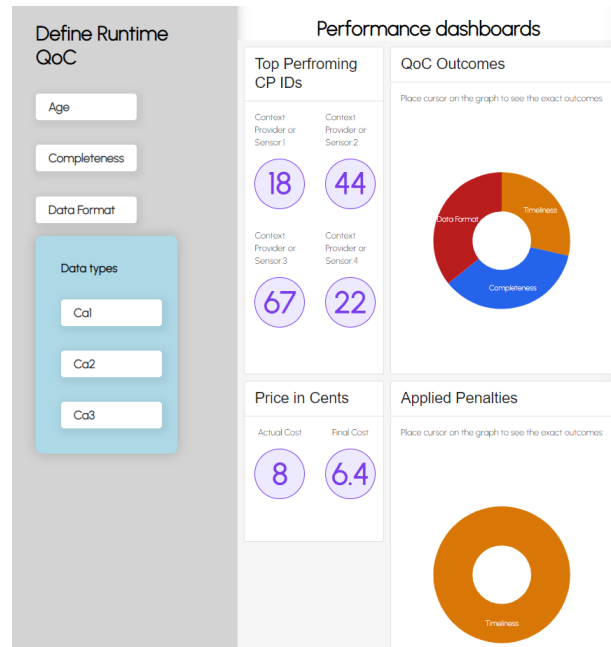 Define Runtime
QoC
Age
Completeness
Data Format
Data types
Ca1
Ca2
Ca3
Performance dashboards
Top Perfroming
CP IDs
Context
Provider or
Sensor 1
Context
Provider or
Sensor 2
18
44
Context
Provider or
Sensor 3
Context
Provider or
Sensor 4
67
22
QoC Outcomes
Place cursor on the graph to see the exact outcomes
Data Format
Timeliness
Completeness
Price in Cents
Actual Cost
Final Cost
8
6.4
Applied Penalties
Place cursor on the graph to see the exact outcomes
Timeliness